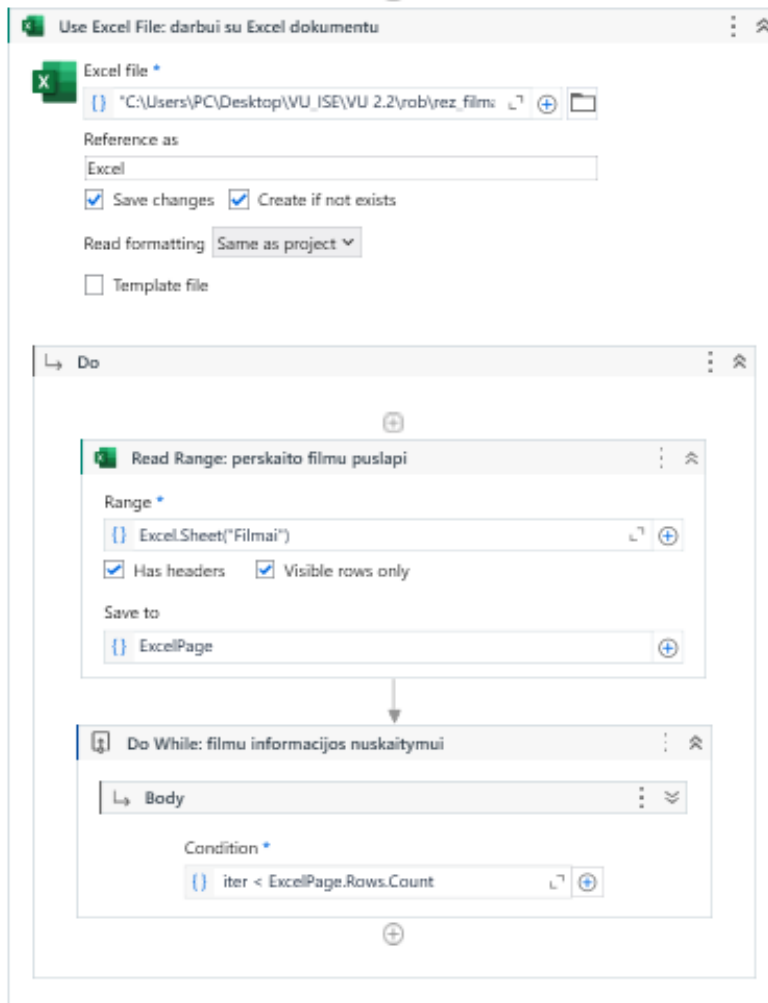 Use Excel File: darbui su Excel dokumentu
Excel file *
"C:\Users\PC\Desktop\VU_ISE\VU 2.2\rob\rez_filma
Reference as
Excel
Save changes Create if not exists
Read formatting Same as project
Template file
Do
Read Range: perskaito filmu puslapi
Range *
{} Excel.Sheet("Filmai")
Has headers Visible rows only
Save to
{} ExcelPage
Do While: filmu informacijos nuskaitymui
Body
Condition *
{} iter < ExcelPage.Rows.Count